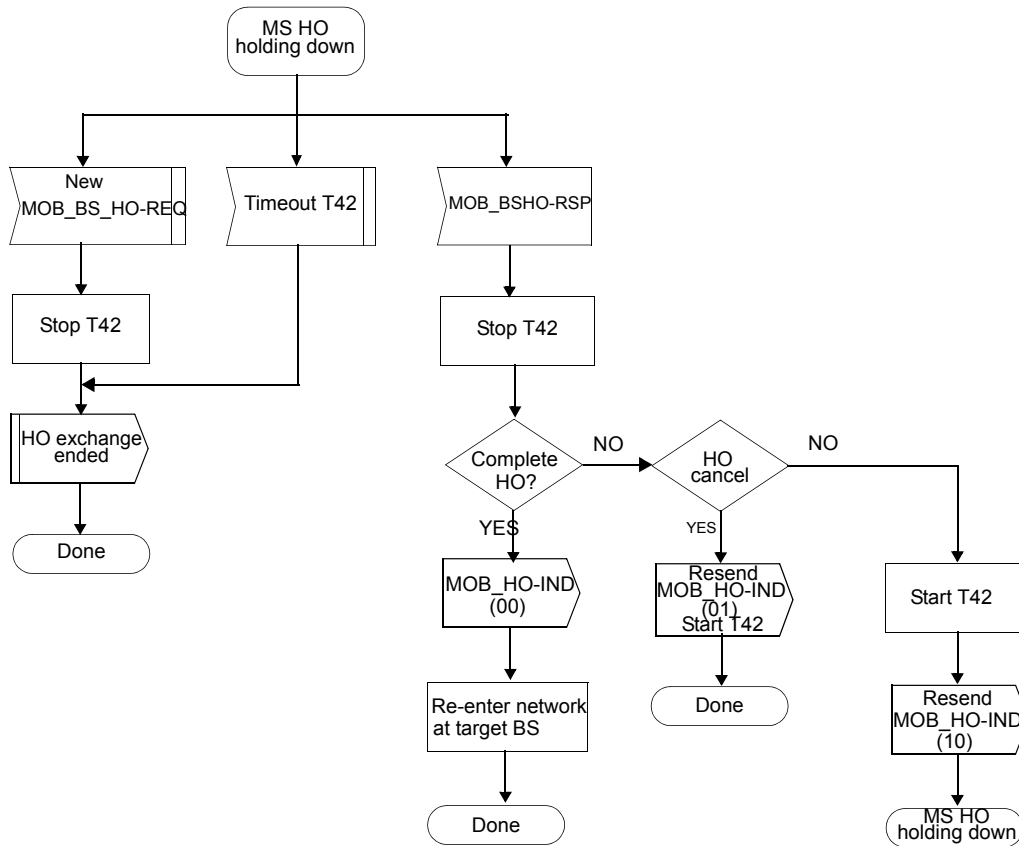 MS HO
holding down
New
MOB_BS_HO-REQ
Timeout T42
MOB_BSHO-RSP
Stop T42
Stop T42
HO exchange
ended
Done
Complete
HO?
NO
HO
cancel
NO
YES
YES
MOB_HO-IND
(00)
Resend
MOB_HO-IND
(01)
Start T42
Start T42
Re-enter network
at target BS
Done
Resend
MOB_HO-IND
(10)
Done
MS HO
holding down